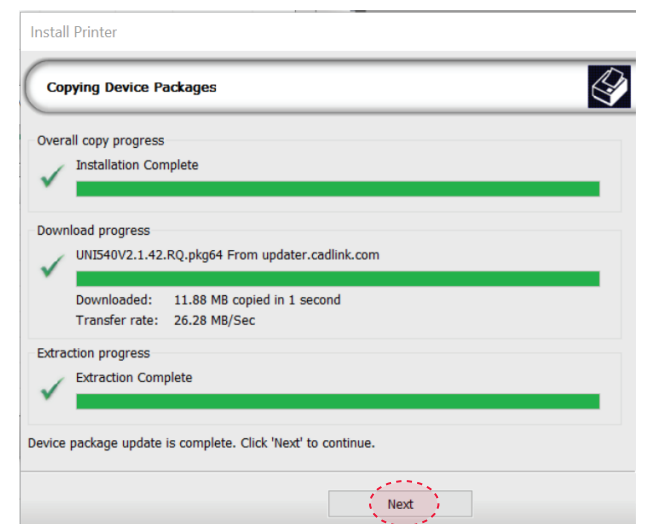 Install Printer
Copying Device Packages
Overall copy progress
Installation Complete
Download progress
UNI540V2.1.42.RQ.pkg64 From updater.cadlink.com
Downloaded: 11.88 MB copied in 1 second
Transfer rate: 26.28 MB/Sec
Extraction progress
Extraction Complete
Device package update is complete. Click 'Next' to continue.
Next